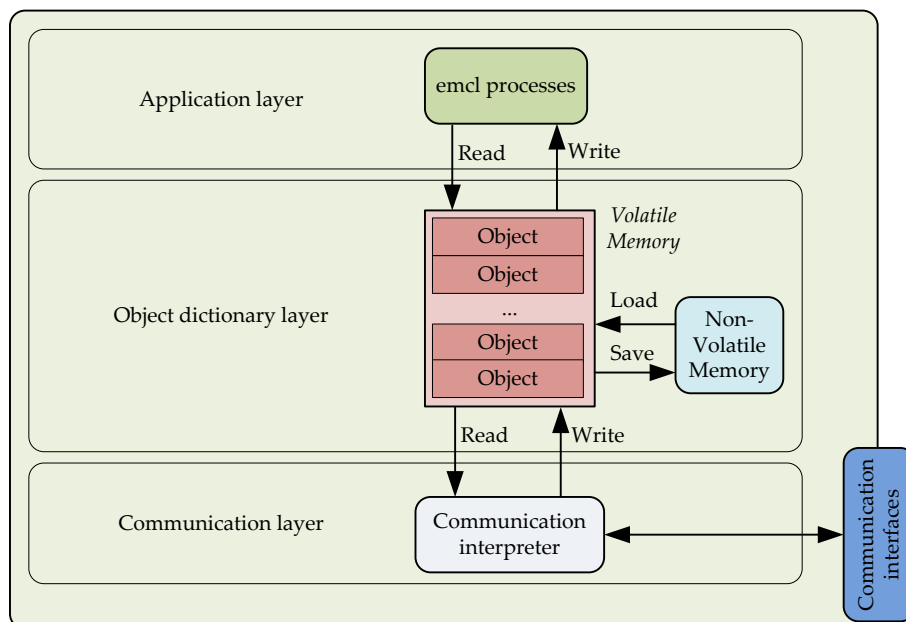 emcl processes
Application layer
Read
Write
Volatile
Memory
Object
Object
...
Object
Object
Object dictionary layer
Load
Save
Non-
Volatile
Memory
Read
Write
Communication layer
Communication
interpreter
Communication
interfaces